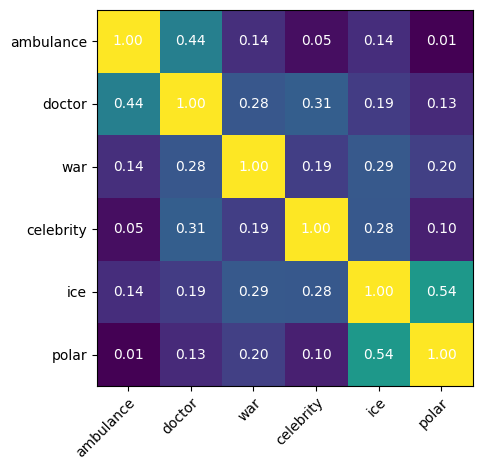 ambulance 1.00 0.44 0.14 0.05 0.14 0.01
doctor 0.44 1.00 0.28 0.31 0.19 0.13
war 0.14 0.28 1.00 0.19 0.29 0.20
celebrity 0.05 0.31 0.19 1.00 0.28 0.10
ice 0.14 0.19 0.29 0.28 1.00 0.54
polar 0.01 0.13 0.20 0.10 0.54 1.00
ambulance doctor war celebrity ice polar